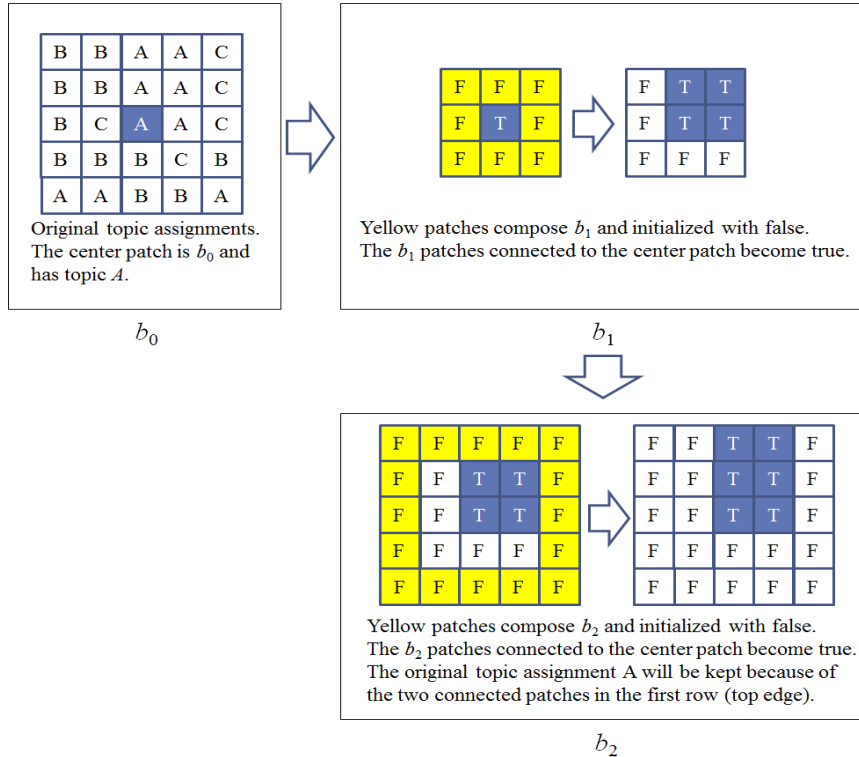 B B A A C
B B A A C
B C A A C
B B B C B
A A B B A
Original topic assignments.
The center patch is b0 and
has topic A.
b0
F F F
F T F
F F F
F T T
F T T
F F F
Yellow patches compose b1 and initialized with false.
The b1 patches connected to the center patch become true.
b1
F F F F F
F F T T F
F F T T F
F F F F F
F F F F F
F F T T F
F F T T F
F F T T F
F F F F F
F F F F F
Yellow patches compose b2 and initialized with false.
The b2 patches connected to the center patch become true.
The original topic assignment A will be kept because of
the two connected patches in the first row (top edge).
b2